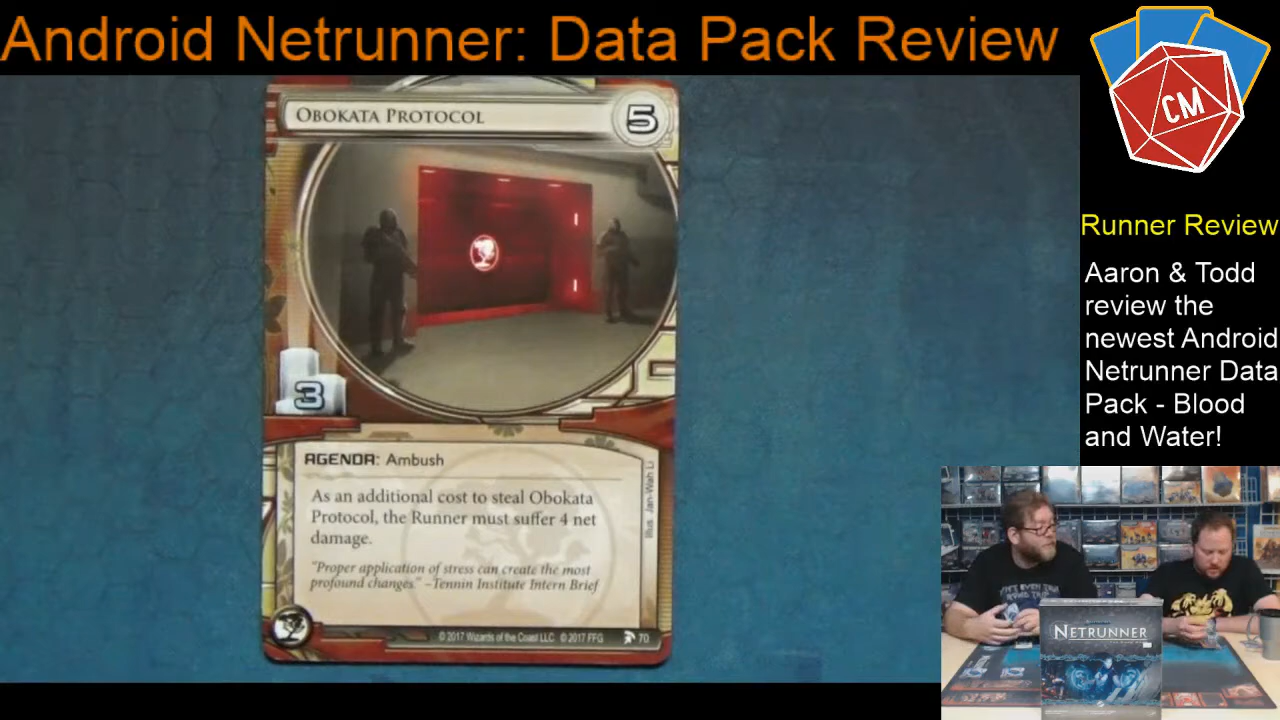 Android Netrunner: Data Pack Review
CM
OBOKATA PROTOCOL
5
3
AGENDA: Ambush
As an additional cost to steal Obokata
Protocol, the Runner must suffer 4 net
damage.
"Proper application of stress can create the most
profound changes." –Tennin Institute Intern Brief
Illus. Jan-Wah Li
© 2017 Wizards of the Coast LLC © 2017 FFG
70
Runner Review
Aaron & Todd
review the
newest Android
Netrunner Data
Pack - Blood
and Water!
NETRUNNER